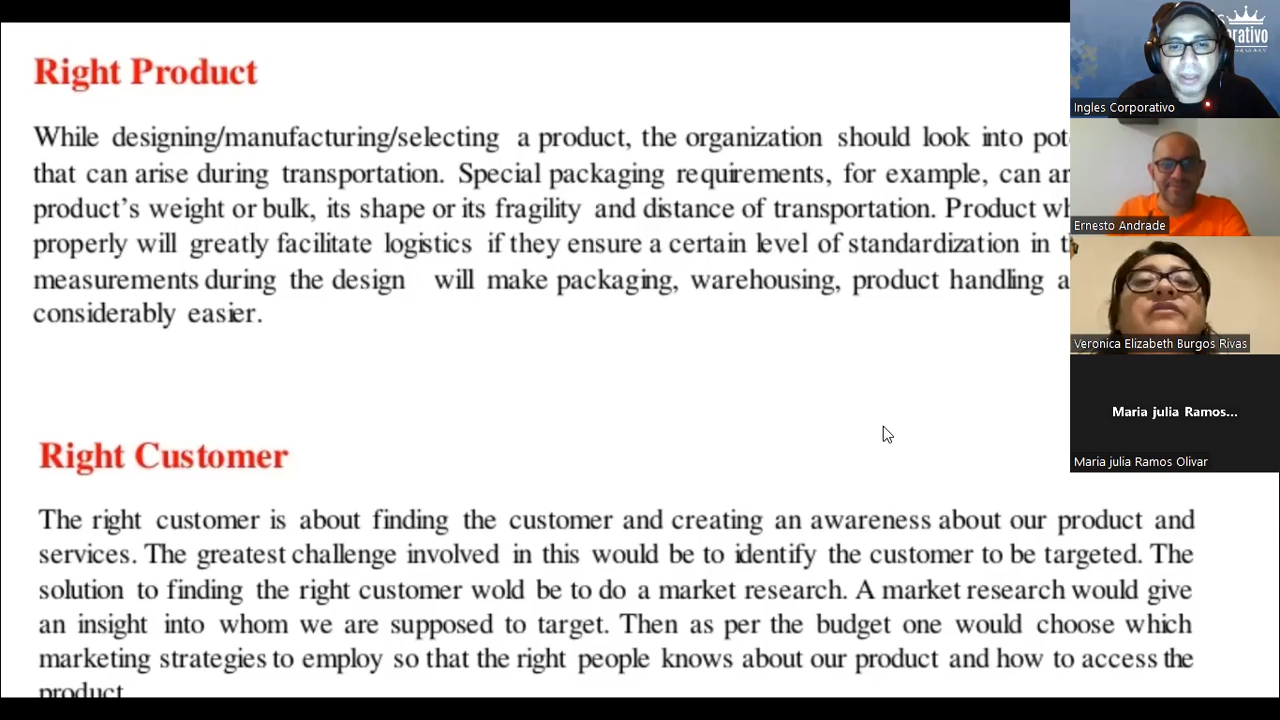 Right Product
While designing/manufacturing/selecting a product, the organization should look into
that can arise during transportation. Special packaging requirements, for example, can
product's weight or bulk, its shape or its fragility and distance of transportation. Product
properly will greatly facilitate logistics if they ensure a certain level of standardization in
measurements during the design will make packaging, warehousing, product handling
considerably easier.
Right Customer
The right customer is about finding the customer and creating an awareness about our product and
services. The greatest challenge involved in this would be to identify the customer to be targeted. The
solution to finding the right customer wold be to do a market research. A market research would give
an insight into whom we are supposed to target. Then as per the budget one would choose which
marketing strategies to employ so that the right people knows about our product and how to access the
product
Ingles Corporativo
Ernesto Andrade
Veronica Elizabeth Burgos Rivas
Maria julia Ramos...
Maria julia Ramos Olivar